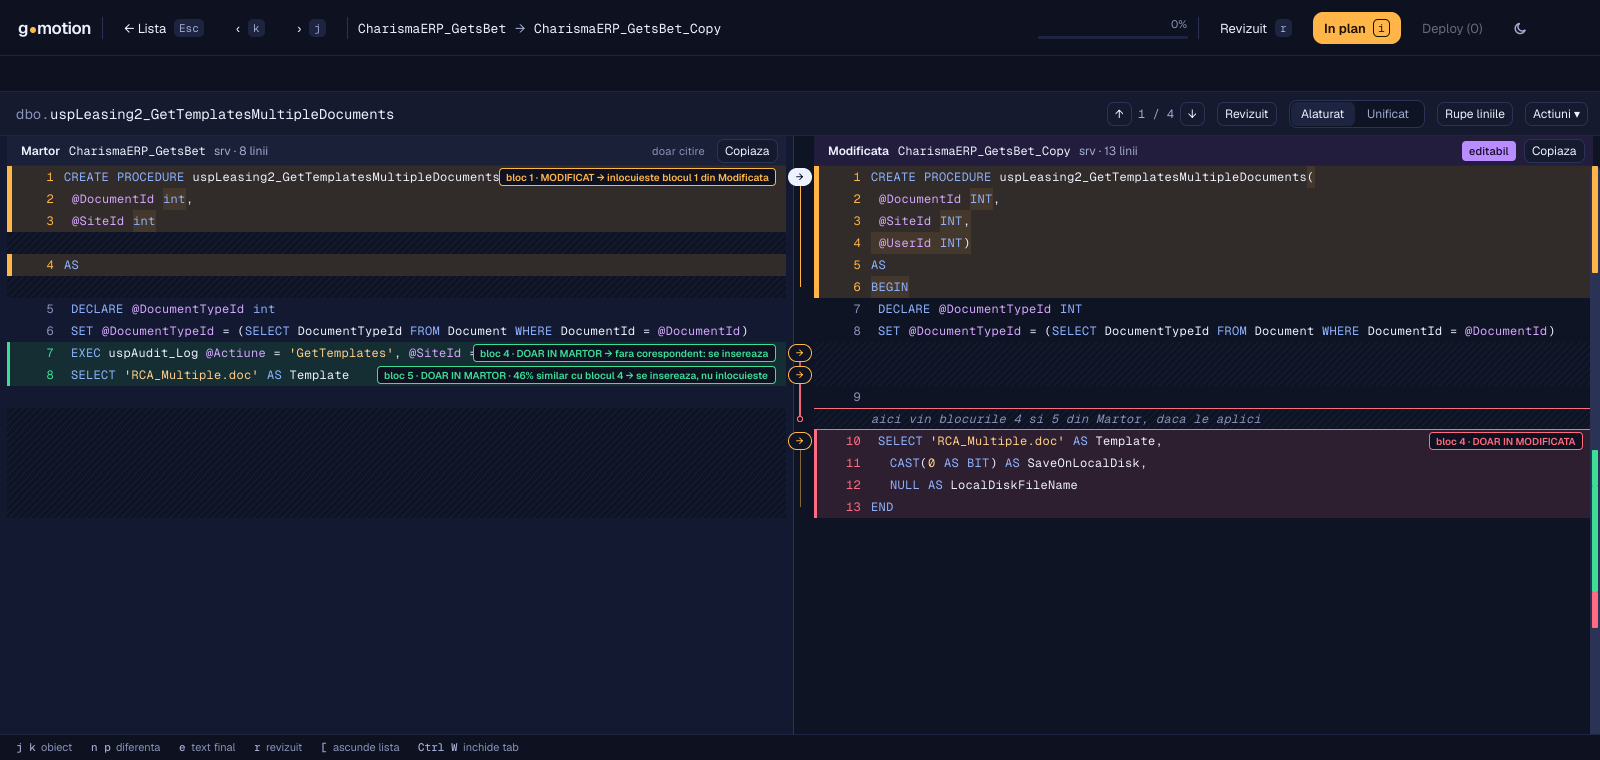 g●motion ← Lista Esc ‹ k › j CharismaERP_GetsBet → CharismaERP_GetsBet_Copy 0% Revizuit r In plan i Deploy (0)
dbo.uspLeasing2_GetTemplatesMultipleDocuments ↑ 1 / 4 ↓ Revizuit Alaturat Unificat Rupe liniile Actiuni ▾
Martor CharismaERP_GetsBet srv · 8 linii doar citire Copiaza
1 CREATE PROCEDURE uspLeasing2_GetTemplatesMultipleDocuments bloc 1 · MODIFICAT → inlocuieste blocul 1 din Modificata
2 @DocumentId int,
3 @SiteId int
4 AS
5 DECLARE @DocumentTypeId int
6 SET @DocumentTypeId = (SELECT DocumentTypeId FROM Document WHERE DocumentId = @DocumentId)
7 EXEC uspAudit_Log @Actiune = 'GetTemplates', @SiteId = bloc 4 · DOAR IN MARTOR → fara corespondent: se insereaza
8 SELECT 'RCA_Multiple.doc' AS Template bloc 5 · DOAR IN MARTOR · 46% similar cu blocul 4 → se insereaza, nu inlocuieste
→
→
→
→
Modificata CharismaERP_GetsBet_Copy srv · 13 linii editabil Copiaza
1 CREATE PROCEDURE uspLeasing2_GetTemplatesMultipleDocuments(
2 @DocumentId INT,
3 @SiteId INT,
4 @UserId INT)
5 AS
6 BEGIN
7 DECLARE @DocumentTypeId INT
8 SET @DocumentTypeId = (SELECT DocumentTypeId FROM Document WHERE DocumentId = @DocumentId)
9
aici vin blocurile 4 si 5 din Martor, daca le aplici
10 SELECT 'RCA_Multiple.doc' AS Template, bloc 4 · DOAR IN MODIFICATA
11 CAST(0 AS BIT) AS SaveOnLocalDisk,
12 NULL AS LocalDiskFileName
13 END
j k obiect n p diferenta e text final r revizuit [ ascunde lista Ctrl W inchide tab